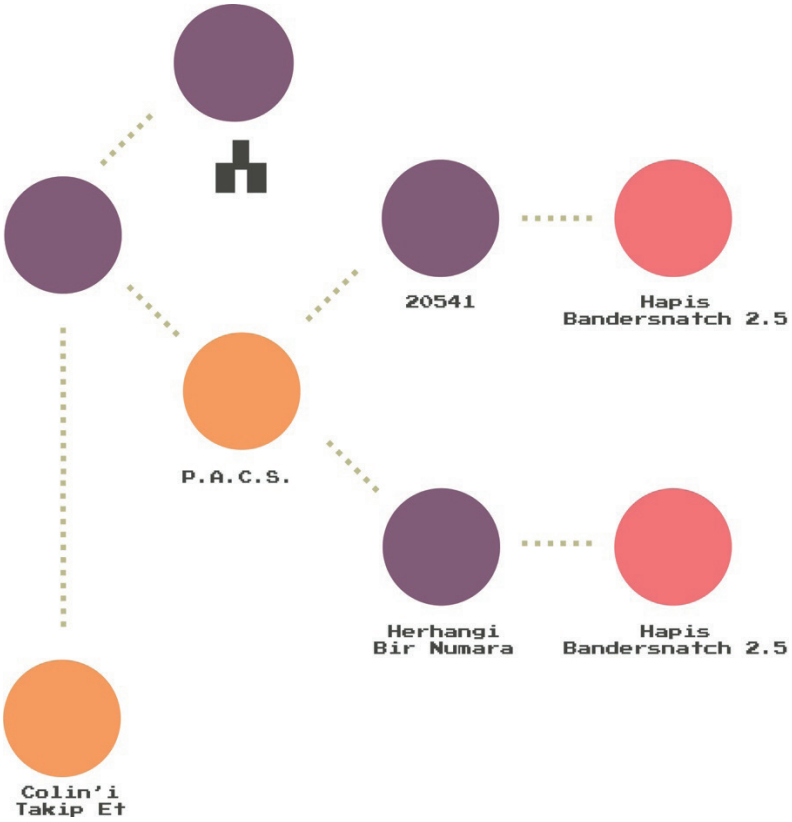 20541
Hapis
Bandersnatch 2.5
P.A.C.S.
Herhangi
Bir Numara
Hapis
Bandersnatch 2.5
Colin'i
Takip Et